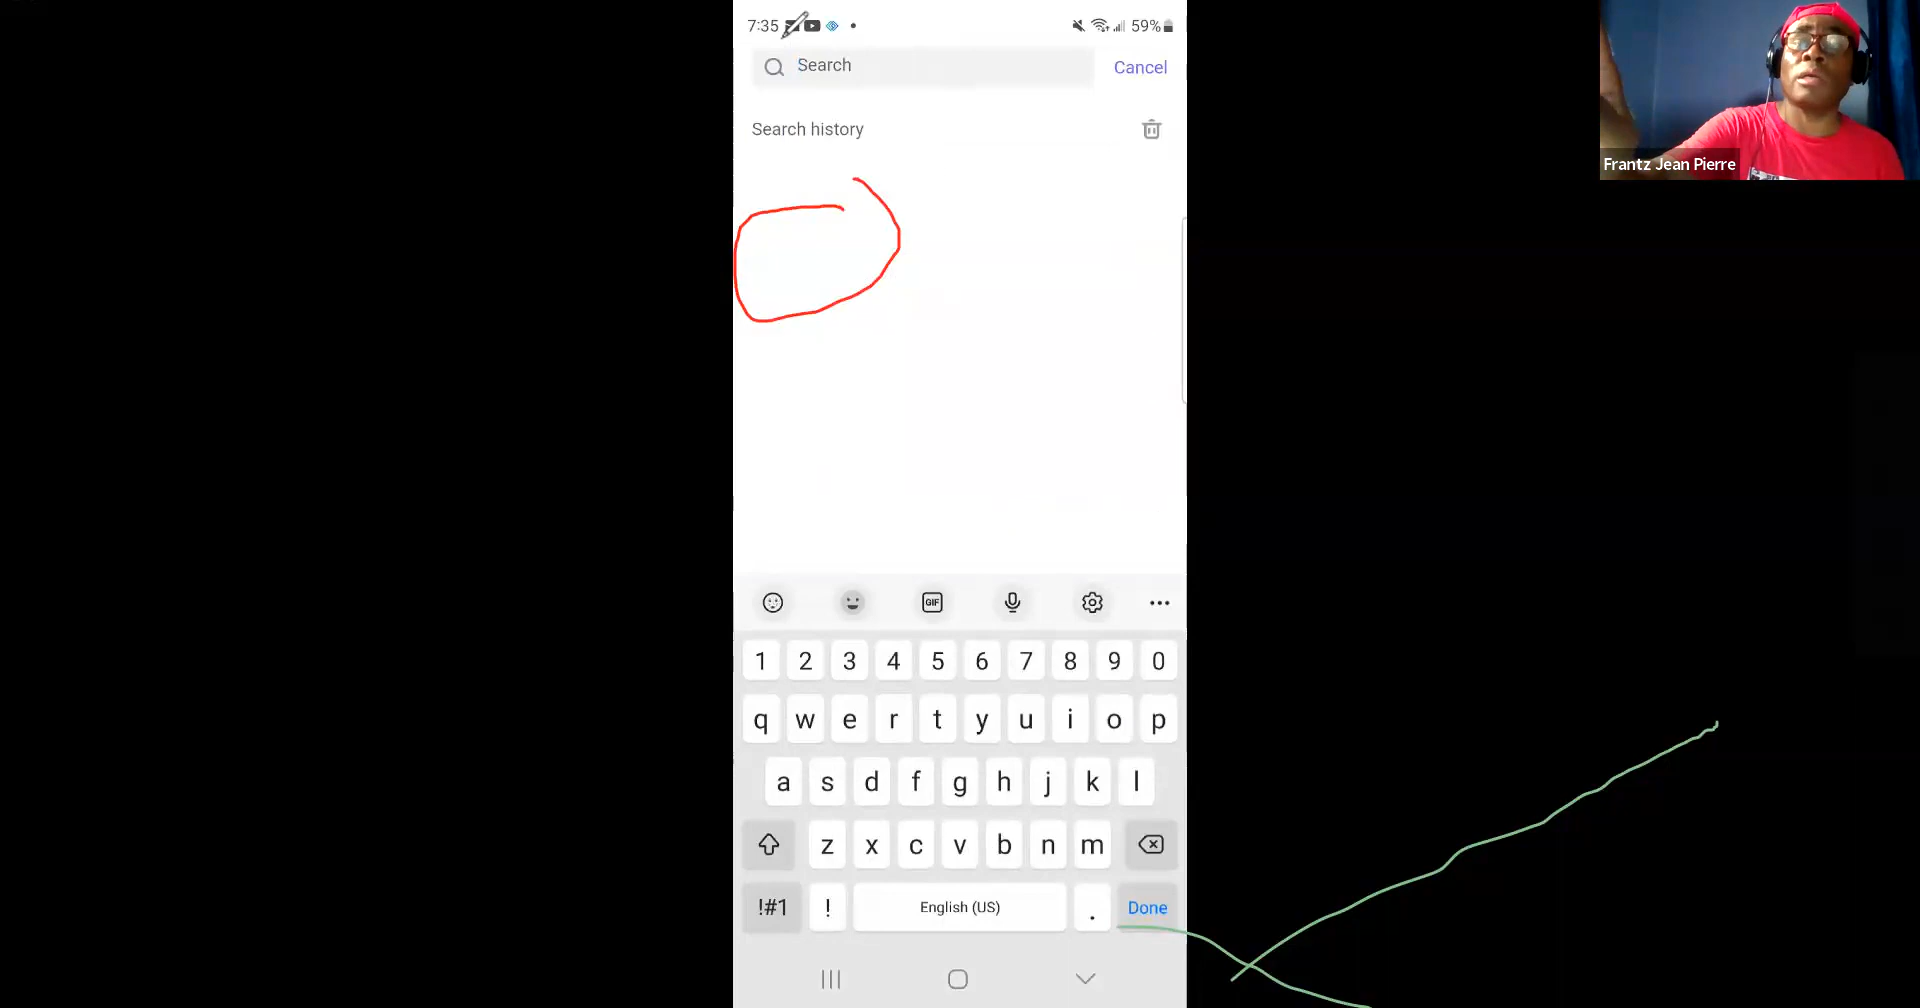 7:35 59%
Search Cancel
Search history
Frantz Jean Pierre
GIF
1 2 3 4 5 6 7 8 9 0
q w e r t y u i o p
a s d f g h j k l
z x c v b n m
!#1 ! English (US) . Done